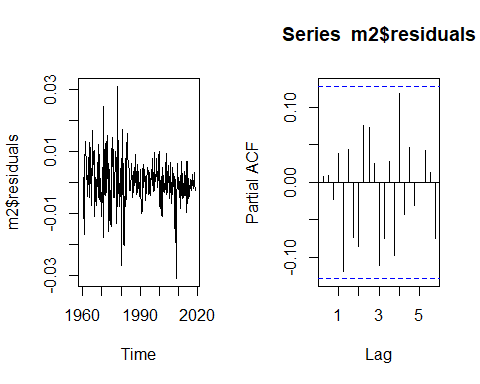 Series m2$residuals
m2$residuals
-0.03
-0.01
0.01
0.03
1960
1990
2020
Time
Partial ACF
-0.10
0.00
0.10
1
3
5
Lag